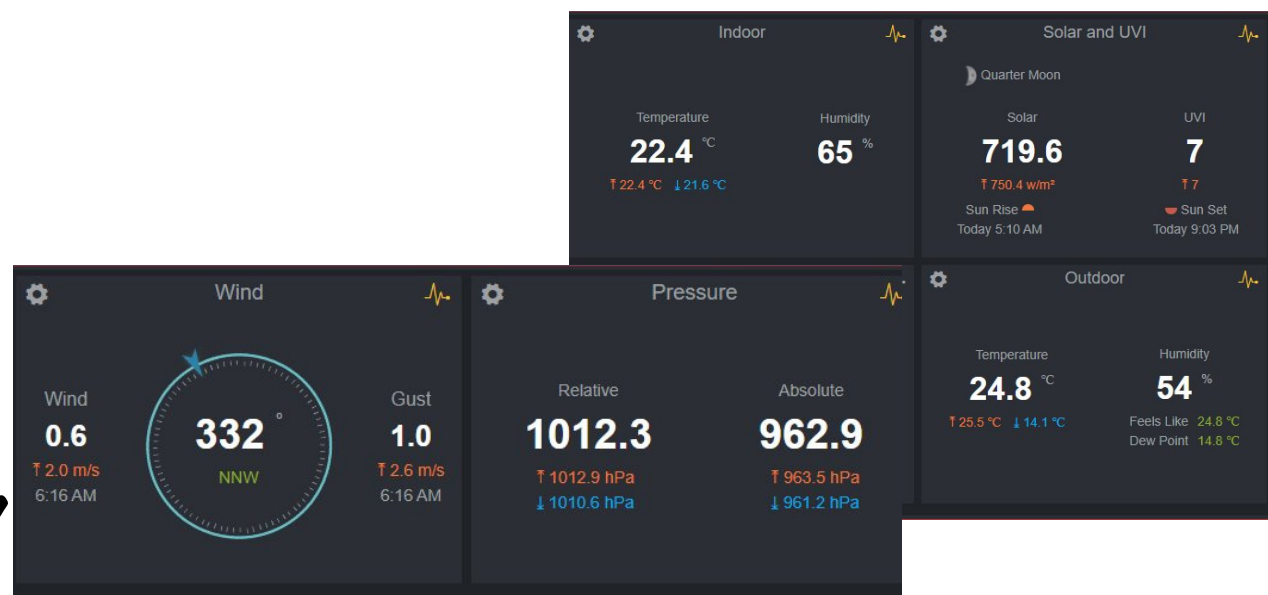 Indoor
Temperature Humidity
22.4 °C 65 %
22.4 °C 21.6 °C
Solar and UVI
Quarter Moon
Solar UVI
719.6 7
750.4 w/m² 7
Sun Rise Sun Set
Today 5:10 AM Today 9:03 PM
Wind
Wind Gust
0.6 332 ° 1.0
2.0 m/s NNW 2.6 m/s
6:16 AM 6:16 AM
Pressure
Relative Absolute
1012.3 962.9
1012.9 hPa 963.5 hPa
1010.6 hPa 961.2 hPa
Outdoor
Temperature Humidity
24.8 °C 54 %
25.5 °C 14.1 °C Feels Like 24.8 °C
Dew Point 14.8 °C